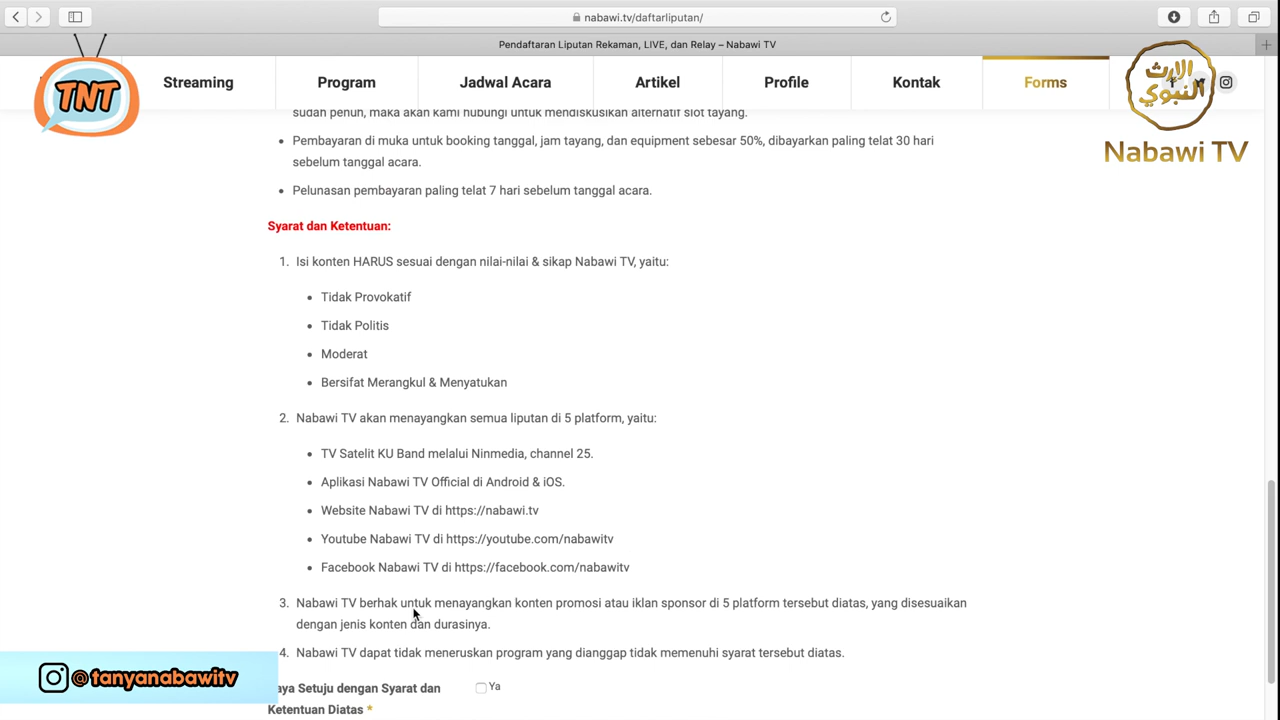 nabawi.tv/daftarliputan/
Pendaftaran Liputan Rekaman, LIVE, dan Relay – Nabawi TV
TNT
Streaming
Program
Jadwal Acara
Artikel
Profile
Kontak
Forms
الإرث
النبوي
Nabawi TV
sudah penuh, maka akan kami hubungi untuk mendiskusikan alternatif slot tayang.
• Pembayaran di muka untuk booking tanggal, jam tayang, dan equipment sebesar 50%, dibayarkan paling telat 30 hari
sebelum tanggal acara.
• Pelunasan pembayaran paling telat 7 hari sebelum tanggal acara.
Syarat dan Ketentuan:
1. Isi konten HARUS sesuai dengan nilai-nilai & sikap Nabawi TV, yaitu:
• Tidak Provokatif
• Tidak Politis
• Moderat
• Bersifat Merangkul & Menyatukan
2. Nabawi TV akan menayangkan semua liputan di 5 platform, yaitu:
• TV Satelit KU Band melalui Ninmedia, channel 25.
• Aplikasi Nabawi TV Official di Android & iOS.
• Website Nabawi TV di https://nabawi.tv
• Youtube Nabawi TV di https://youtube.com/nabawitv
• Facebook Nabawi TV di https://facebook.com/nabawitv
3. Nabawi TV berhak untuk menayangkan konten promosi atau iklan sponsor di 5 platform tersebut diatas, yang disesuaikan
dengan jenis konten dan durasinya.
4. Nabawi TV dapat tidak meneruskan program yang dianggap tidak memenuhi syarat tersebut diatas.
@tanyanabawitv
aya Setuju dengan Syarat dan
Ketentuan Diatas *
Ya